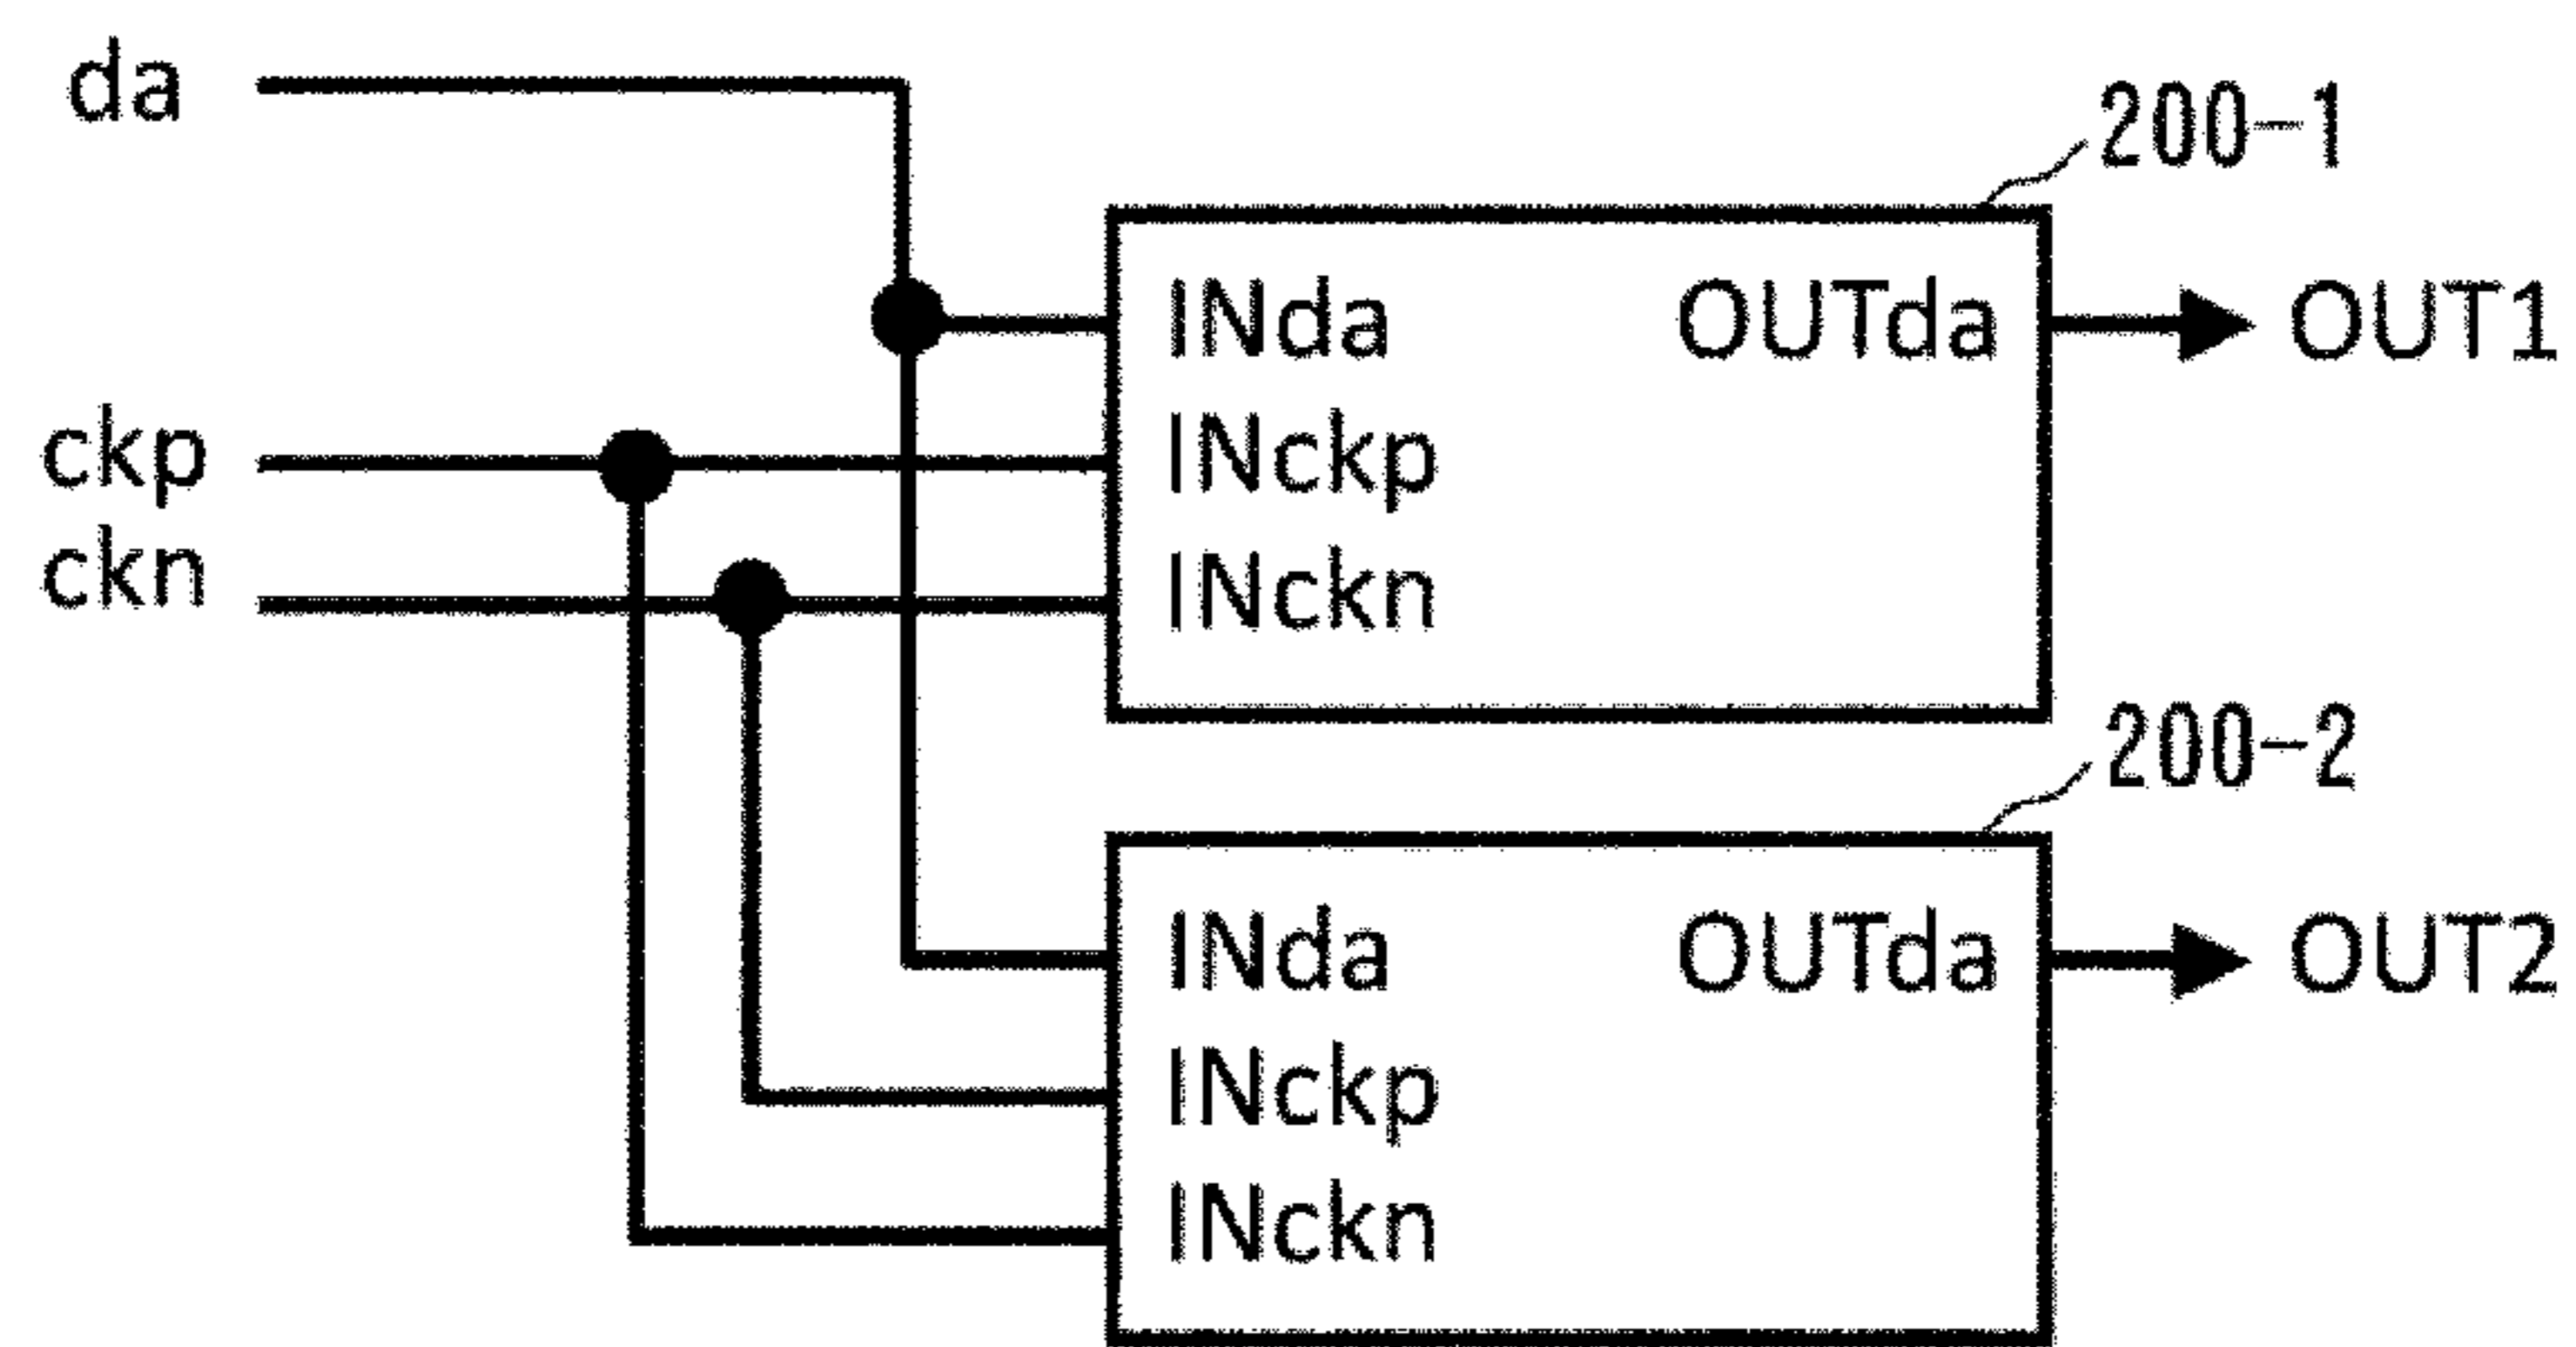 da
200-1
INda OUTda OUT1
ckp INckp
ckn INckn
200-2
INda OUTda OUT2
INckp
INckn